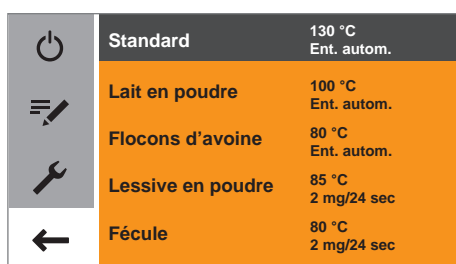 Standard
130 °C
Ent. autom.
Lait en poudre
100 °C
Ent. autom.
Flocons d'avoine
80 °C
Ent. autom.
Lessive en poudre
85 °C
2 mg/24 sec
Fécule
80 °C
2 mg/24 sec